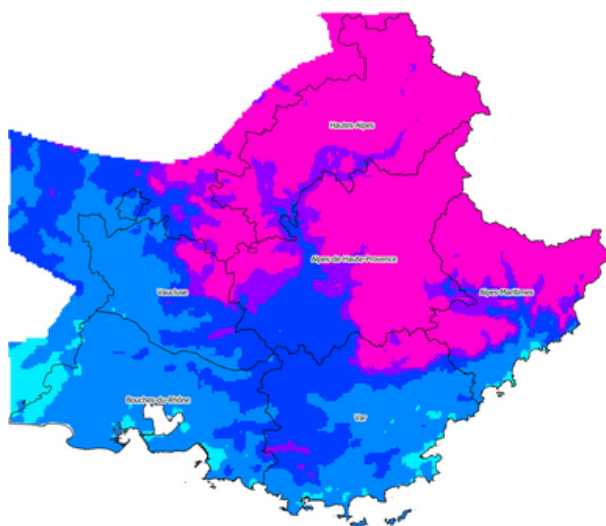 Hautes-Alpes
Alpes-de-Haute-Provence
Vaucluse
Alpes-Maritimes
Bouches-du-Rhône
Var